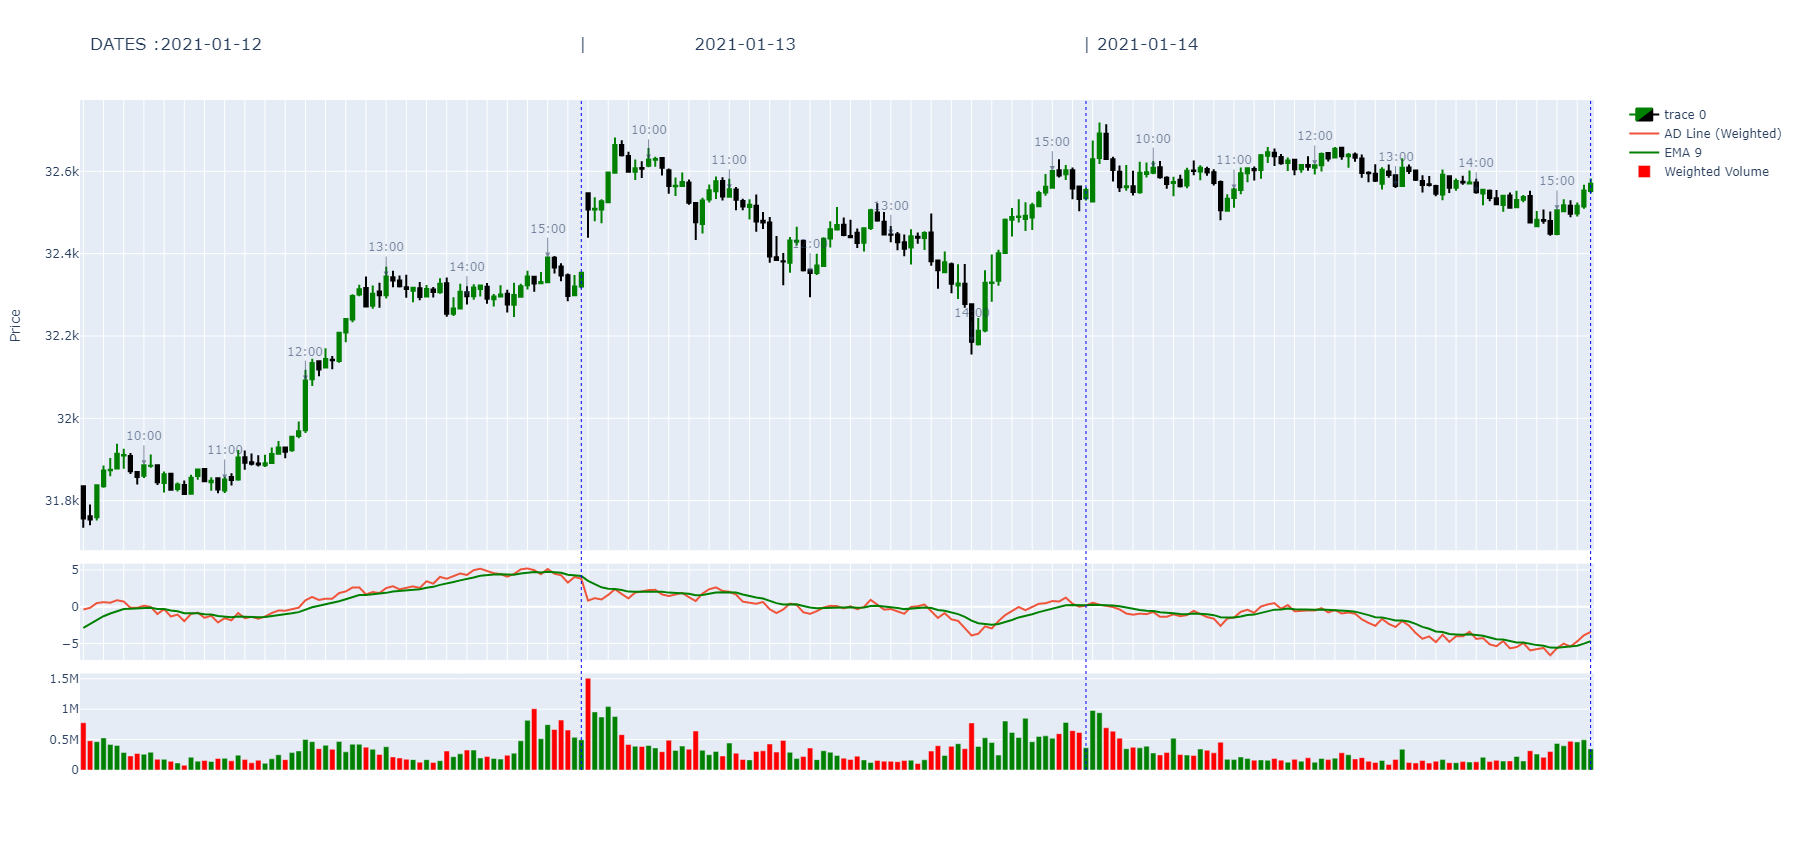 DATES :2021-01-12 | 2021-01-13 | 2021-01-14
trace 0
AD Line (Weighted)
EMA 9
Weighted Volume
Price
32.6k
32.4k
32.2k
32k
31.8k
10:00
11:00
12:00
13:00
14:00
15:00
10:00
11:00
13:00
14:00
15:00
10:00
11:00
12:00
13:00
14:00
15:00
5
0
−5
1.5M
1M
0.5M
0